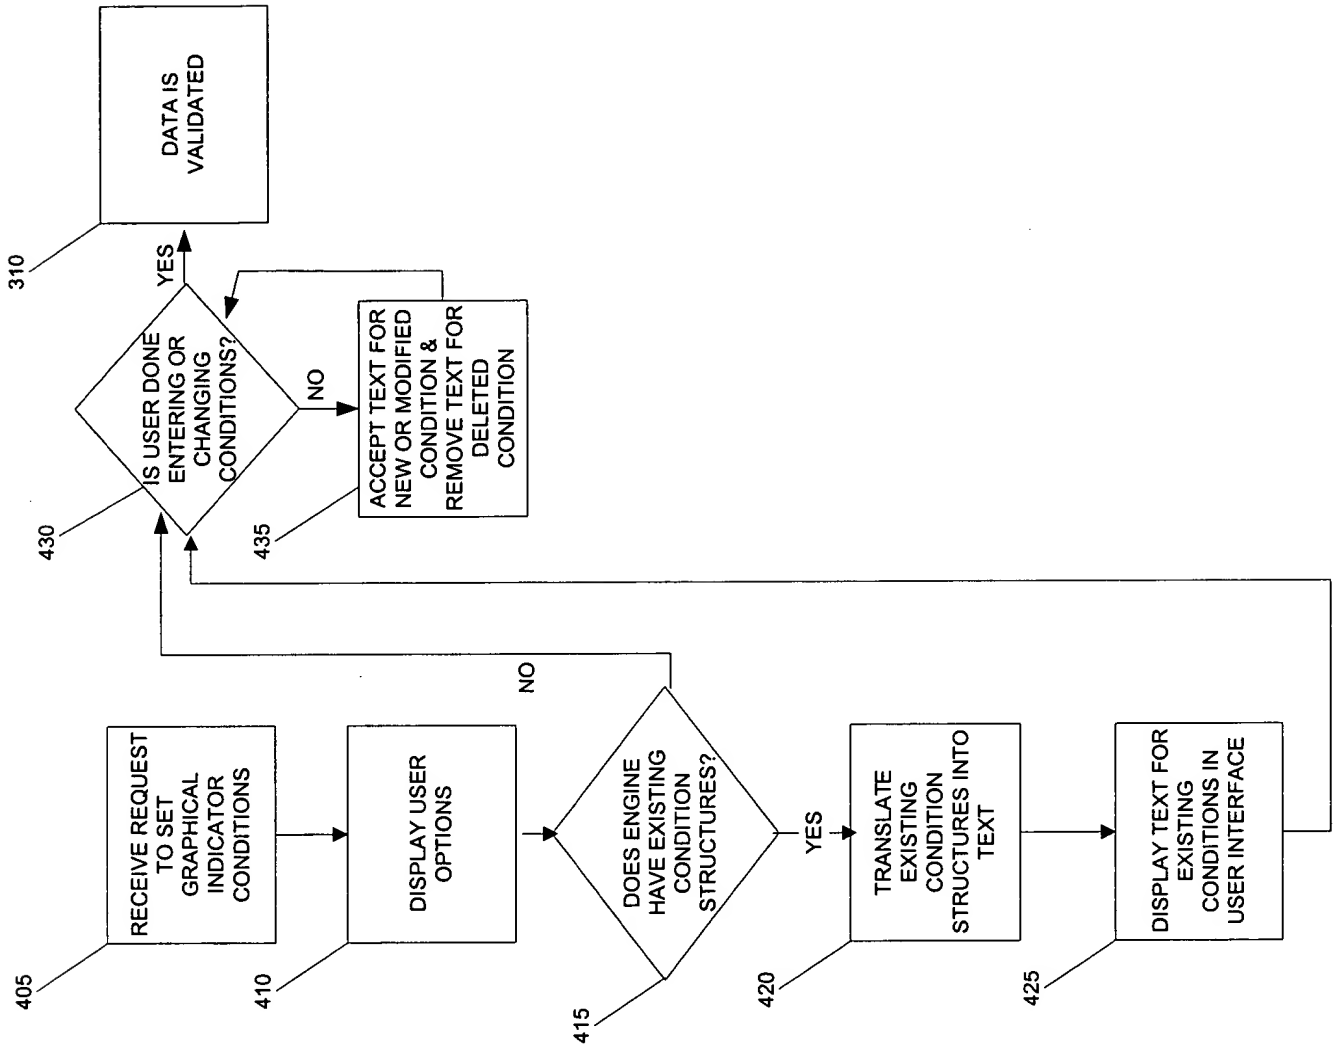 405
RECEIVE REQUEST
TO SET
GRAPHICAL
INDICATOR
CONDITIONS
410
DISPLAY USER
OPTIONS
415
DOES ENGINE
HAVE EXISTING
CONDITION
STRUCTURES?
NO
YES
420
TRANSLATE
EXISTING
CONDITION
STRUCTURES INTO
TEXT
425
DISPLAY TEXT FOR
EXISTING
CONDITIONS IN
USER INTERFACE
430
IS USER DONE
ENTERING OR
CHANGING
CONDITIONS?
YES
NO
435
ACCEPT TEXT FOR
NEW OR MODIFIED
CONDITION &
REMOVE TEXT FOR
DELETED
CONDITION
310
DATA IS
VALIDATED